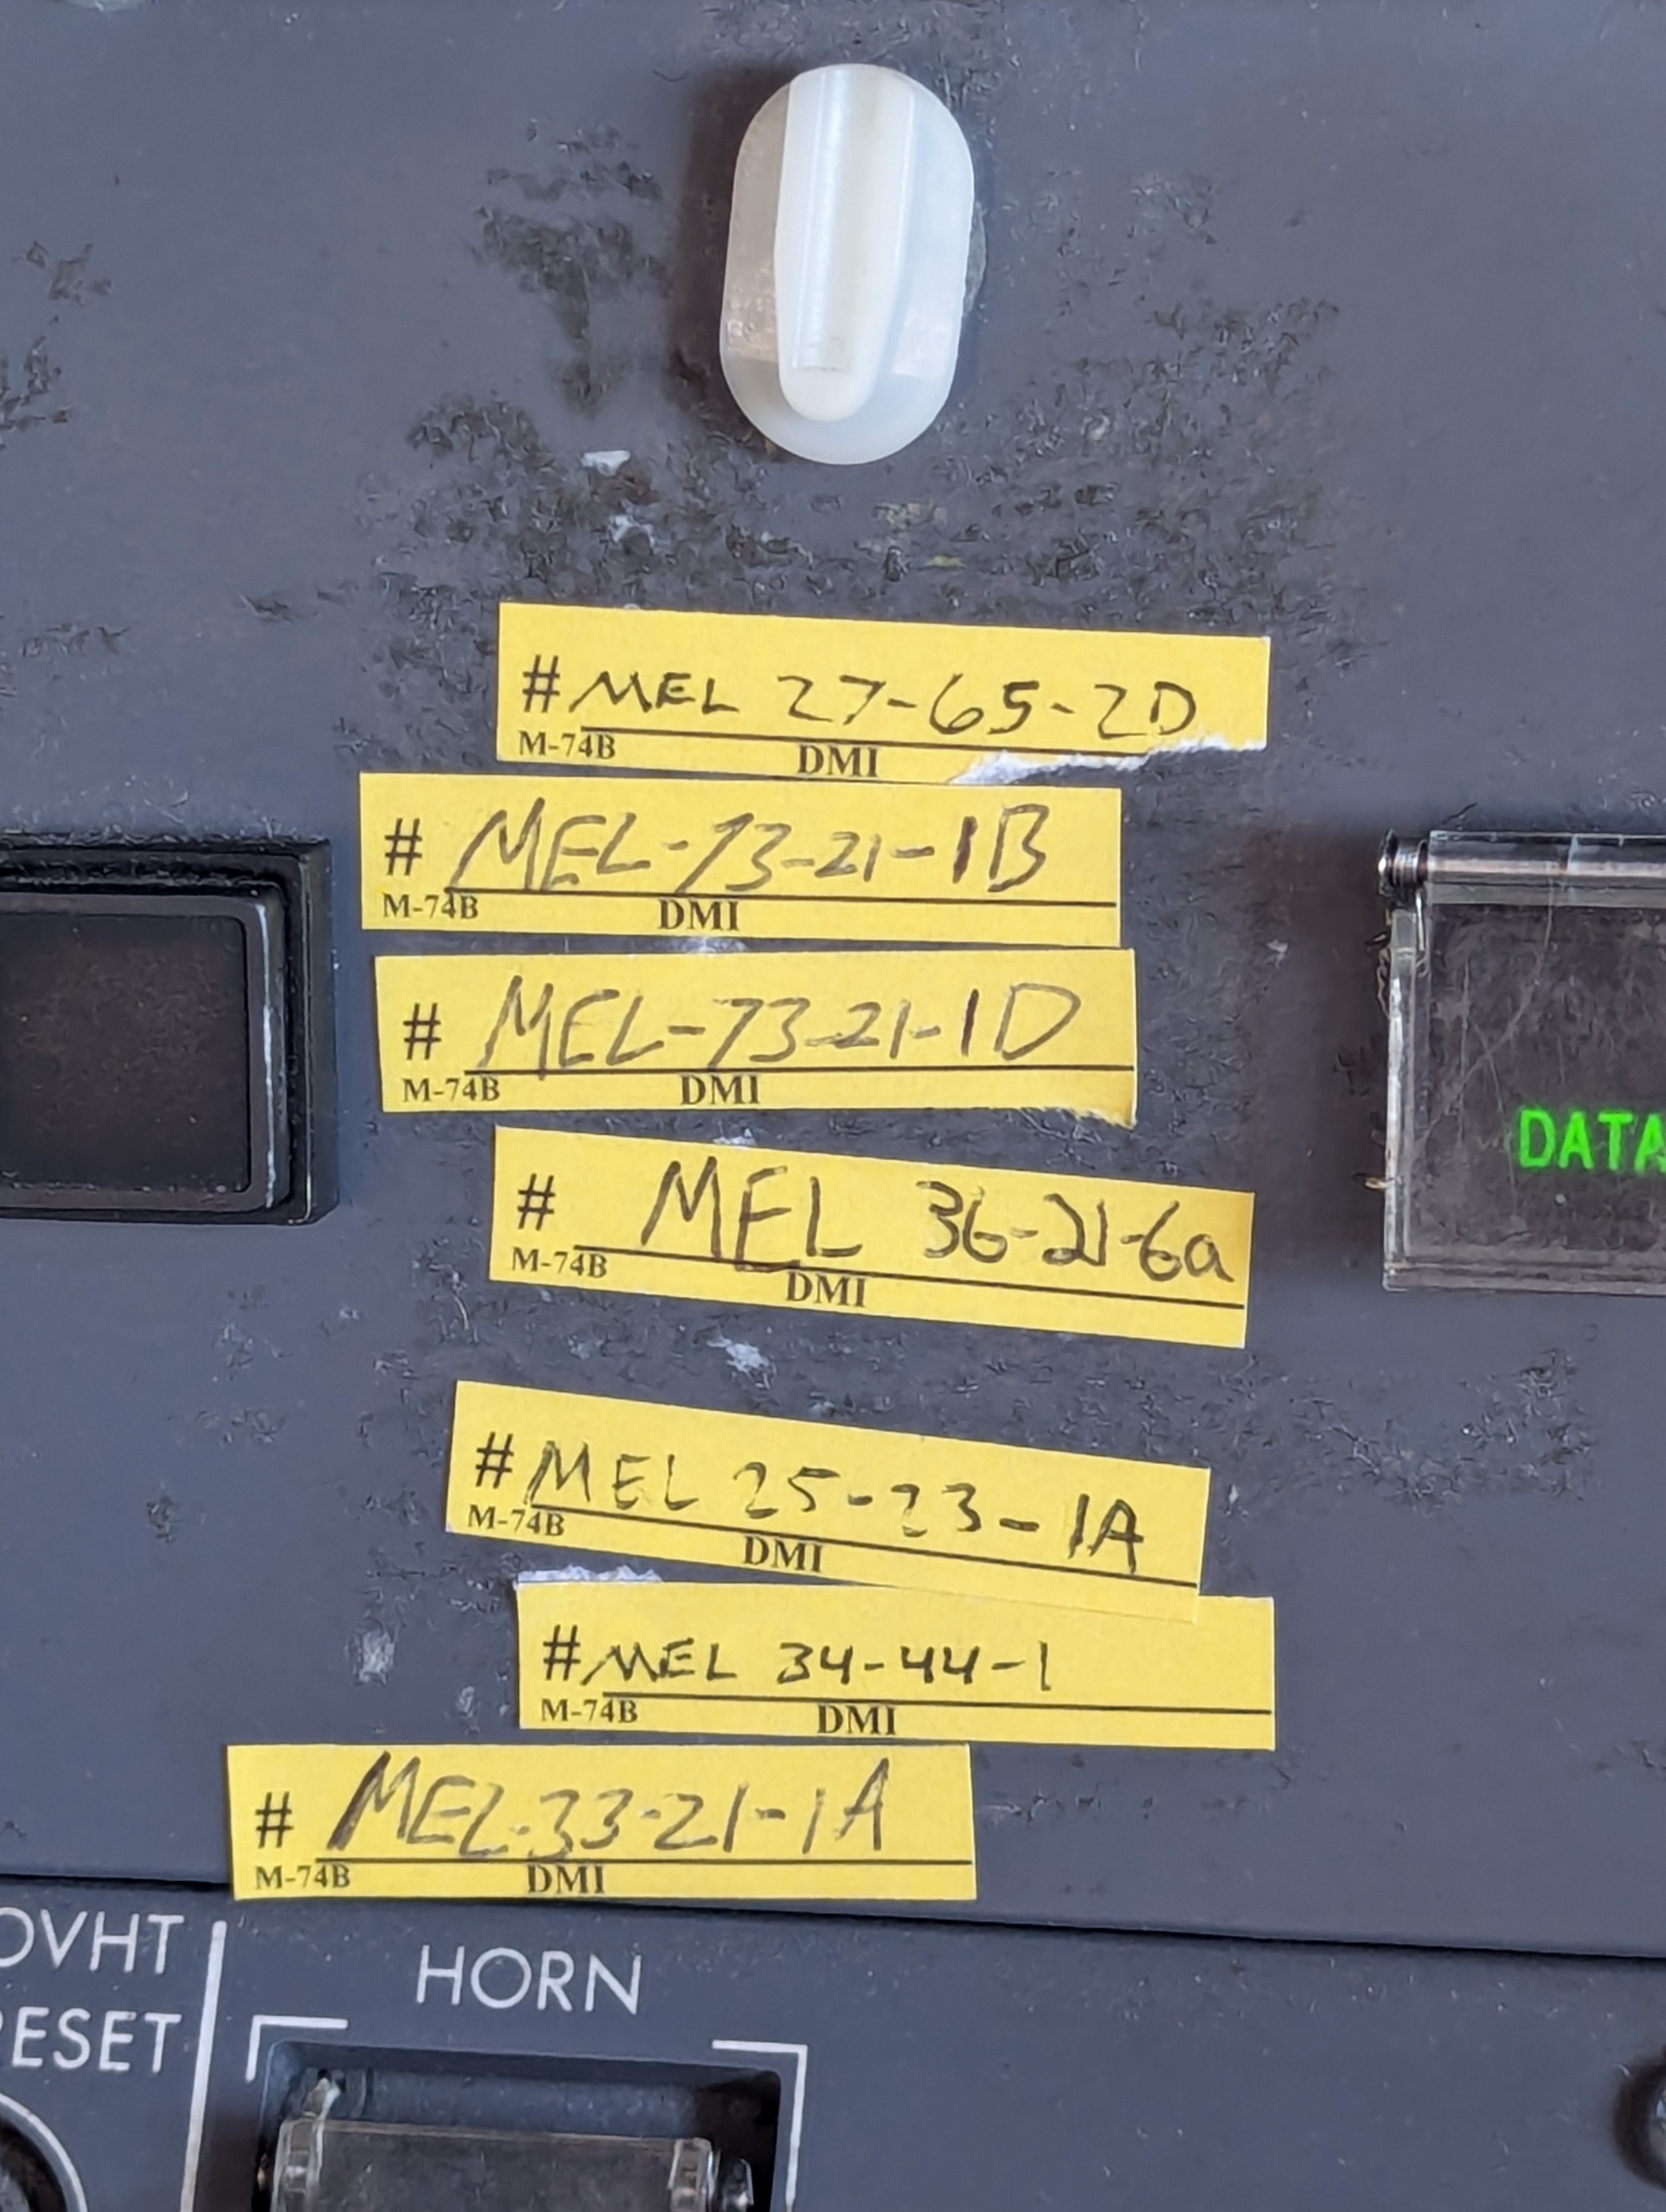 # MEL 27-65-2D
M-74B DMI
# MEL-73-21-1B
M-74B DMI
# MEL-73-21-1D
M-74B DMI
# MEL 36-21-6a
M-74B DMI
DATA
# MEL 25-23-1A
M-74B DMI
# MEL 34-44-1
M-74B DMI
# MEL-33-21-1A
M-74B DMI
OVHT
RESET
HORN